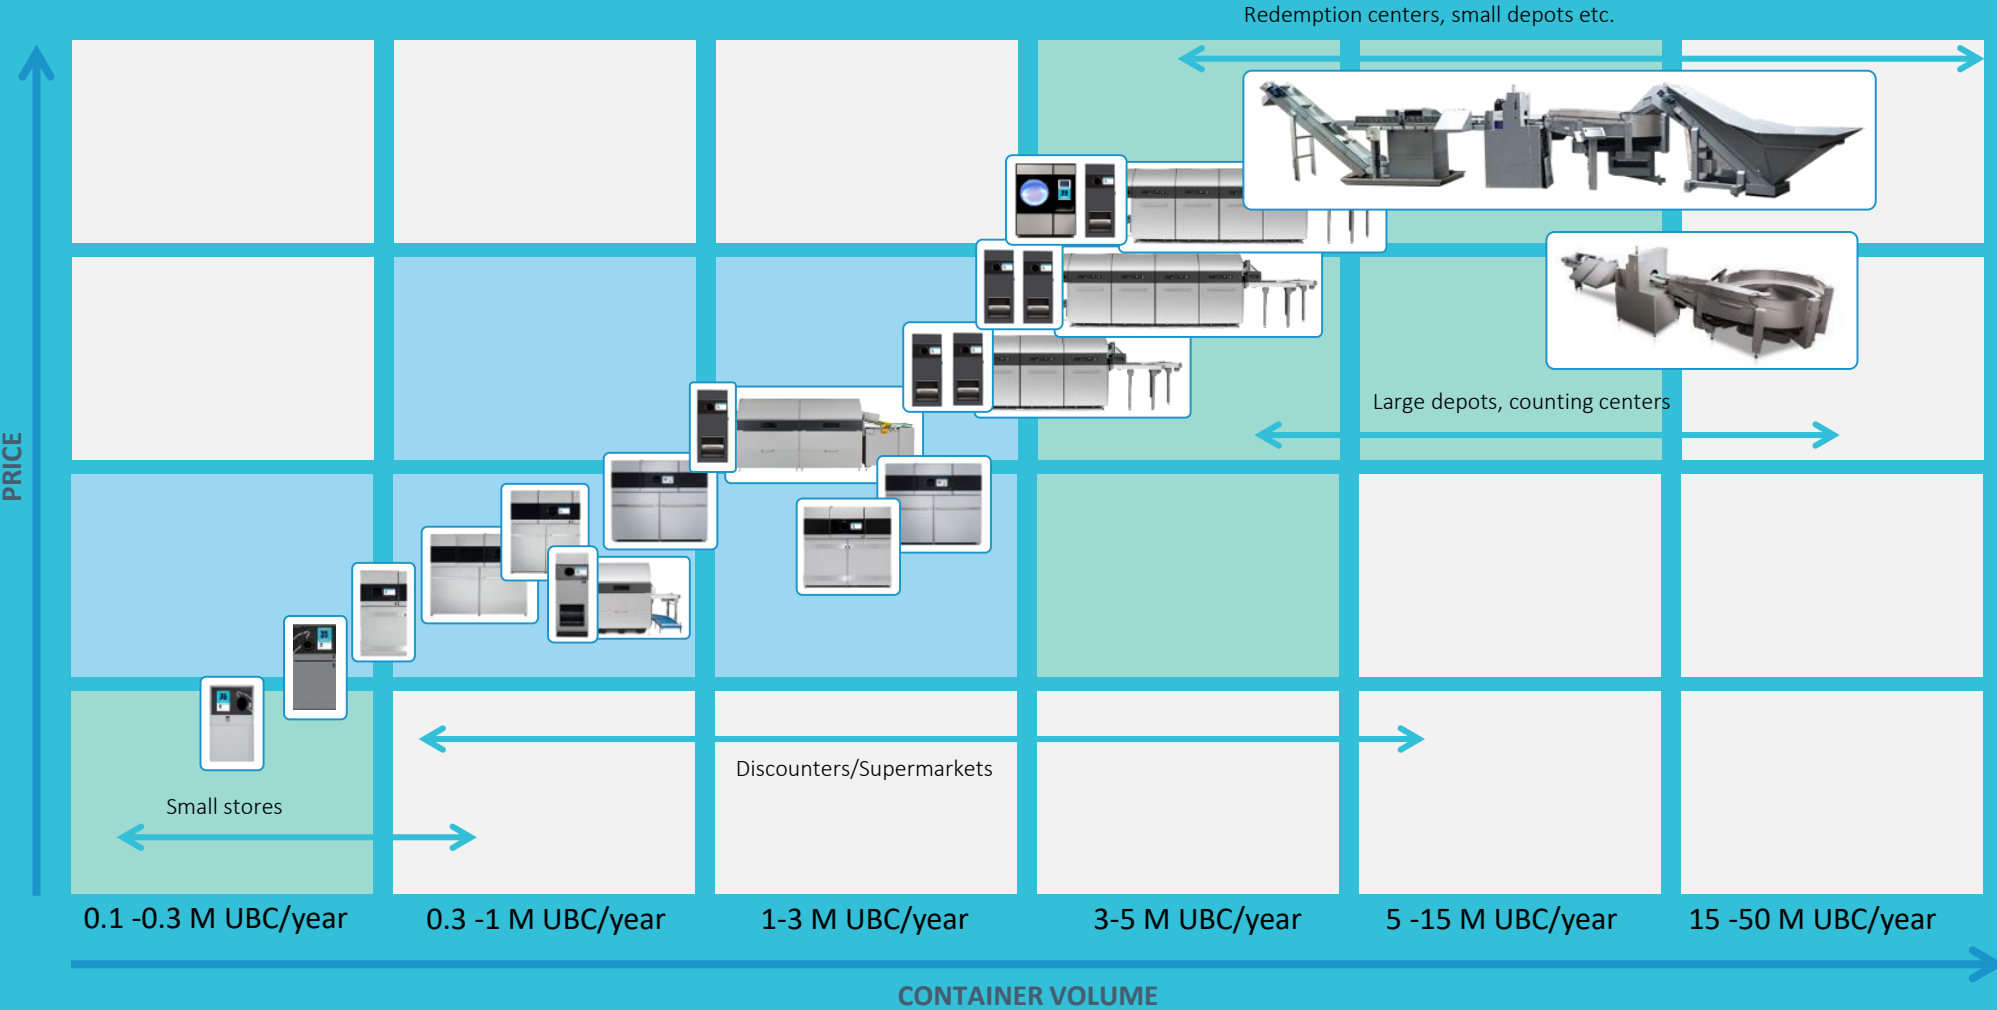 Redemption centers, small depots etc.
PRICE
Large depots, counting centers
Discounters/Supermarkets
Small stores
0.1 -0.3 M UBC/year
0.3 -1 M UBC/year
1-3 M UBC/year
3-5 M UBC/year
5 -15 M UBC/year
15 -50 M UBC/year
CONTAINER VOLUME